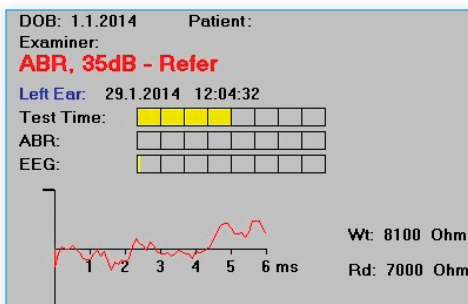 DOB: 1.1.2014 Patient:
Examiner:
ABR, 35dB - Refer
Left Ear: 29.1.2014 12:04:32
Test Time:
ABR:
EEG:
Wt: 8100 Ohm
1 2 3 4 5 6 ms
Rd: 7000 Ohm